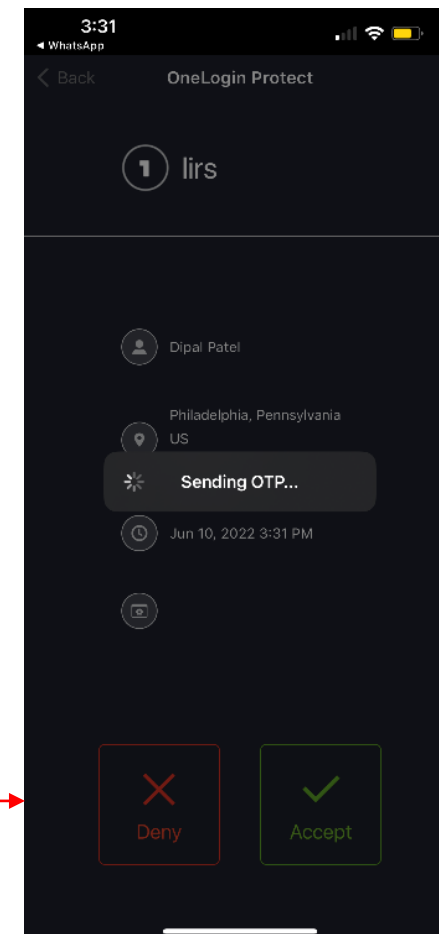 3:31
◀ WhatsApp
Back
OneLogin Protect
1 lirs
Dipal Patel
Philadelphia, Pennsylvania
US
Sending OTP...
Jun 10, 2022 3:31 PM
Deny
Accept